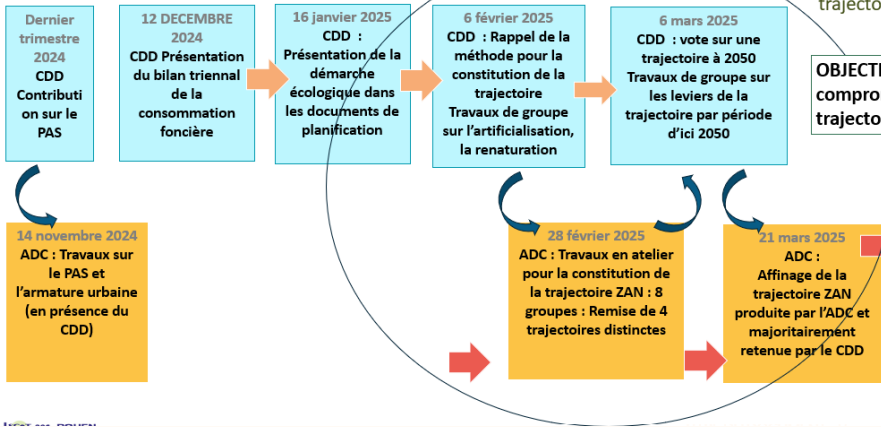 Dernier
trimestre
2024
CDD
Contributi
on sur le
PAS
12 DECEMBRE
2024
CDD Présentation
du bilan triennal
de la
consommation
foncière
16 janvier 2025
CDD :
Présentation de la
démarche
écologique dans
les documents de
planification
6 février 2025
CDD : Rappel de la
méthode pour la
constitution de la
trajectoire
Travaux de groupe
sur l'artificialisation,
la renaturation
6 mars 2025
CDD : vote sur une
trajectoire à 2050
Travaux de groupe sur
les leviers de la
trajectoire par période
d'ici 2050
trajecto
OBJECTI
compro
trajecto
14 novembre 2024
ADC : Travaux sur
le PAS et
l'armature urbaine
(en présence du
CDD)
28 février 2025
ADC : Travaux en atelier
pour la constitution de
la trajectoire ZAN : 8
groupes : Remise de 4
trajectoires distinctes
21 mars 2025
ADC :
Affinage de la
trajectoire ZAN
produite par l'ADC et
majoritairement
retenue par le CDD